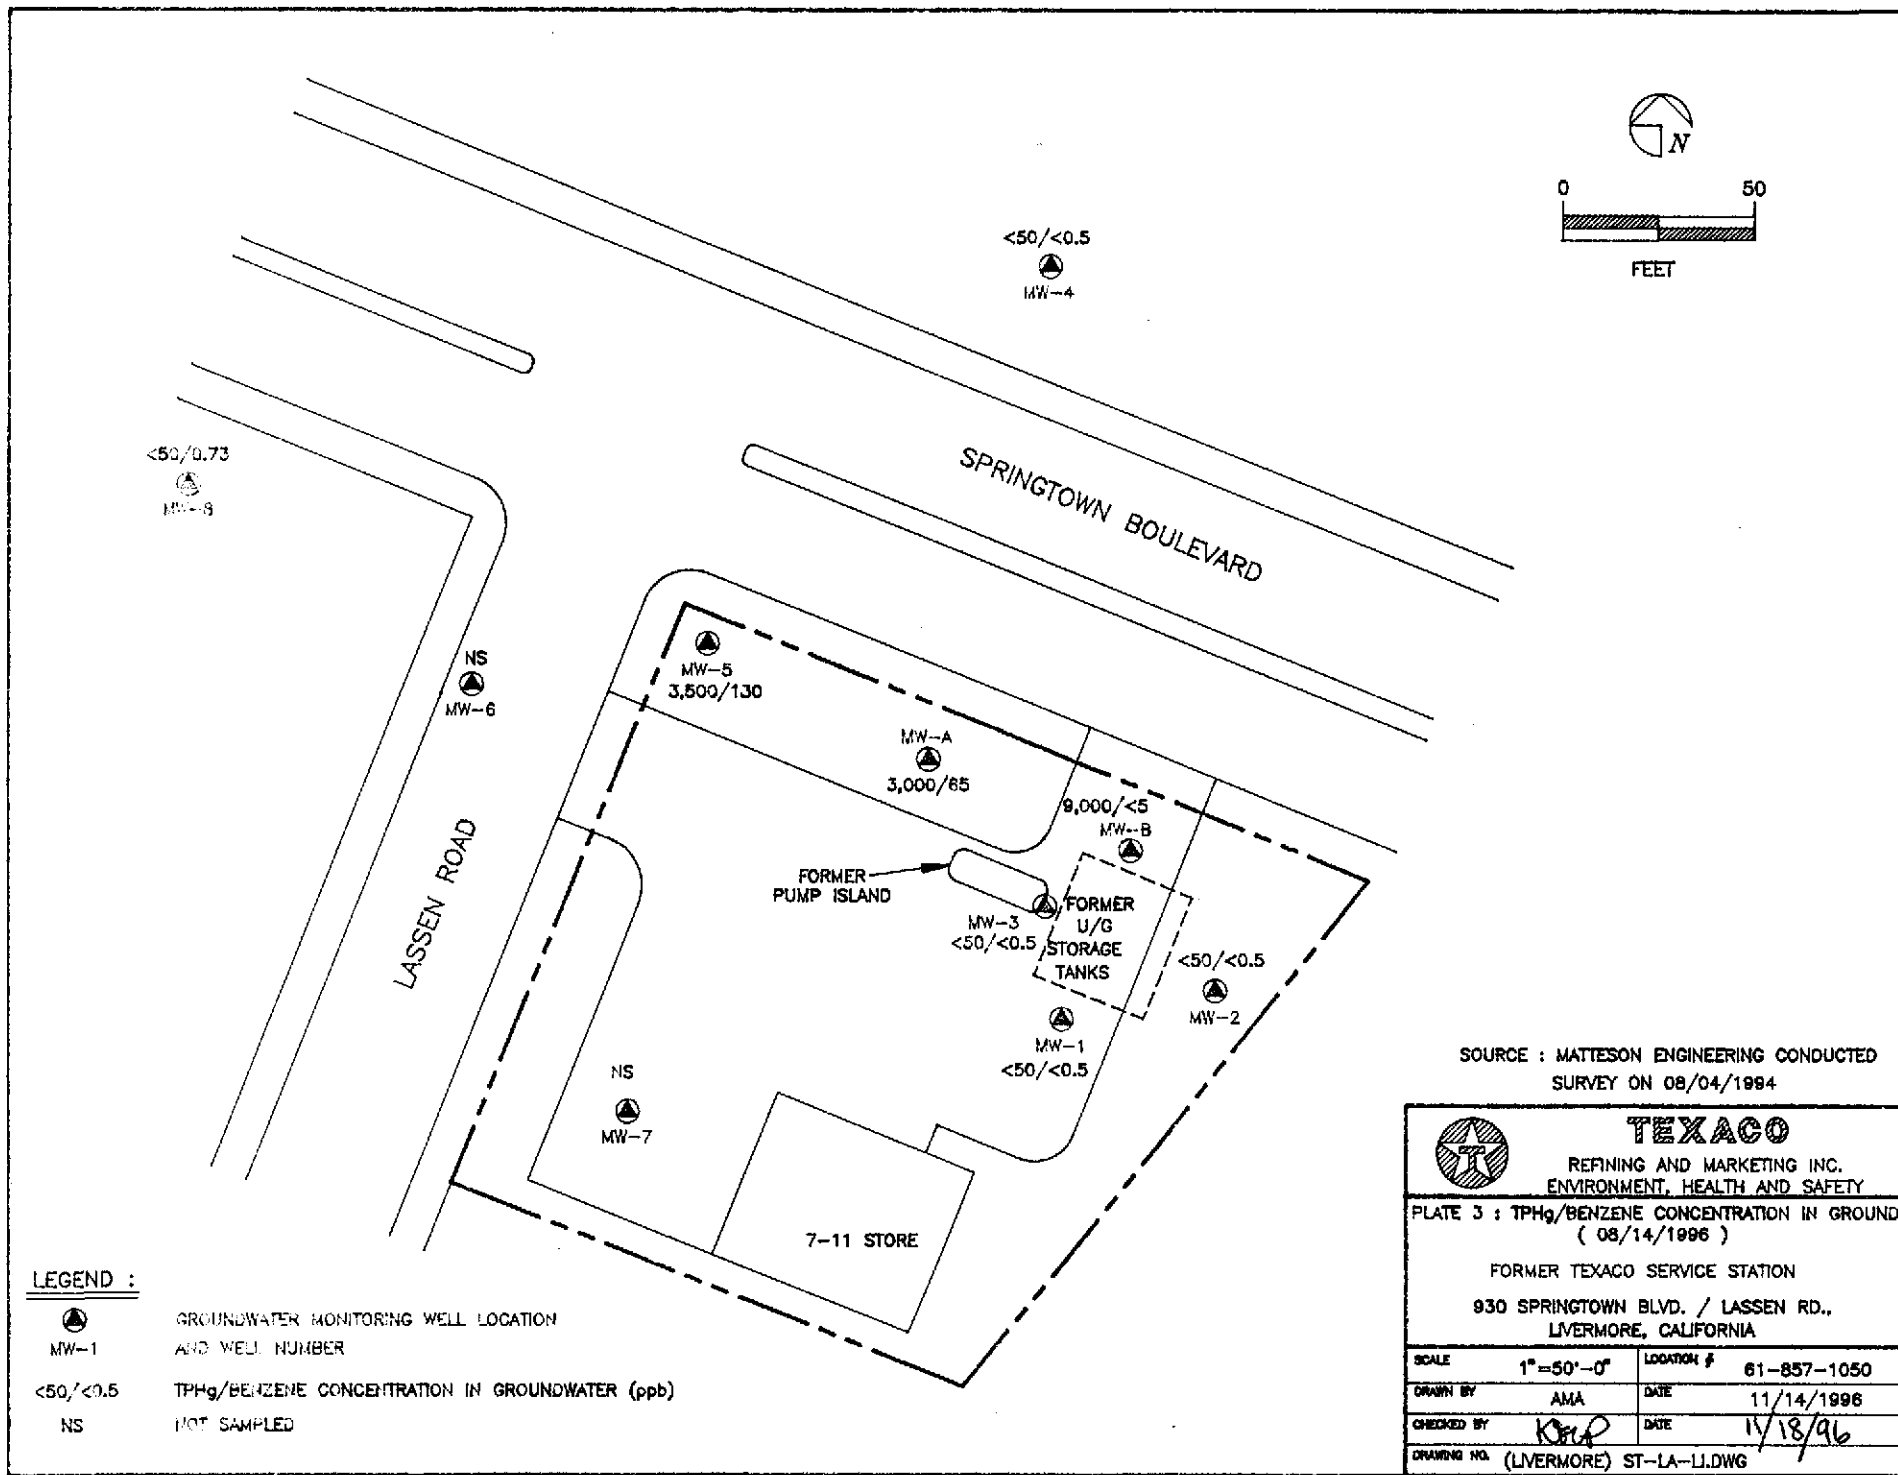 N
0 50
FEET
<50/<0.5
MW-4
SPRINGTOWN BOULEVARD
<50/0.73
MW-8
NS
MW-6
MW-5
3,500/130
MW-A
3,000/65
9,000/<5
MW-B
FORMER
PUMP ISLAND
LASSEN ROAD
MW-3
<50/<0.5
FORMER
U/G
STORAGE
TANKS
<50/<0.5
MW-2
MW-1
<50/<0.5
NS
MW-7
7-11 STORE
SOURCE : MATTESON ENGINEERING CONDUCTED
SURVEY ON 08/04/1994
T
TEXACO
REFINING AND MARKETING INC.
ENVIRONMENT, HEALTH AND SAFETY
PLATE 3 : TPHg/BENZENE CONCENTRATION IN GROUND
( 08/14/1996 )
FORMER TEXACO SERVICE STATION
930 SPRINGTOWN BLVD. / LASSEN RD.,
LIVERMORE, CALIFORNIA
SCALE 1"=50'-0" LOCATION # 61-857-1050
DRAWN BY AMA DATE 11/14/1996
CHECKED BY DATE 11/18/96
DRAWING NO. (LIVERMORE) ST-LA-LI.DWG
LEGEND :
MW-1 GROUNDWATER MONITORING WELL LOCATION
AND WELL NUMBER
<50/<0.5 TPHg/BENZENE CONCENTRATION IN GROUNDWATER (ppb)
NS NOT SAMPLED